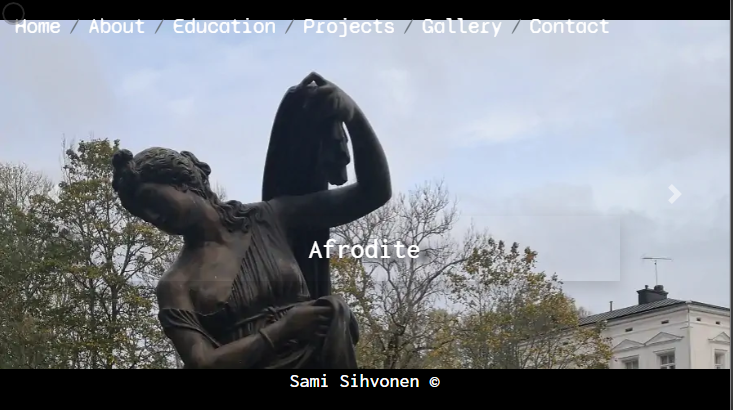 Home / About / Education / Projects / Gallery / Contact
Afrodite
Sami Sihvonen ©